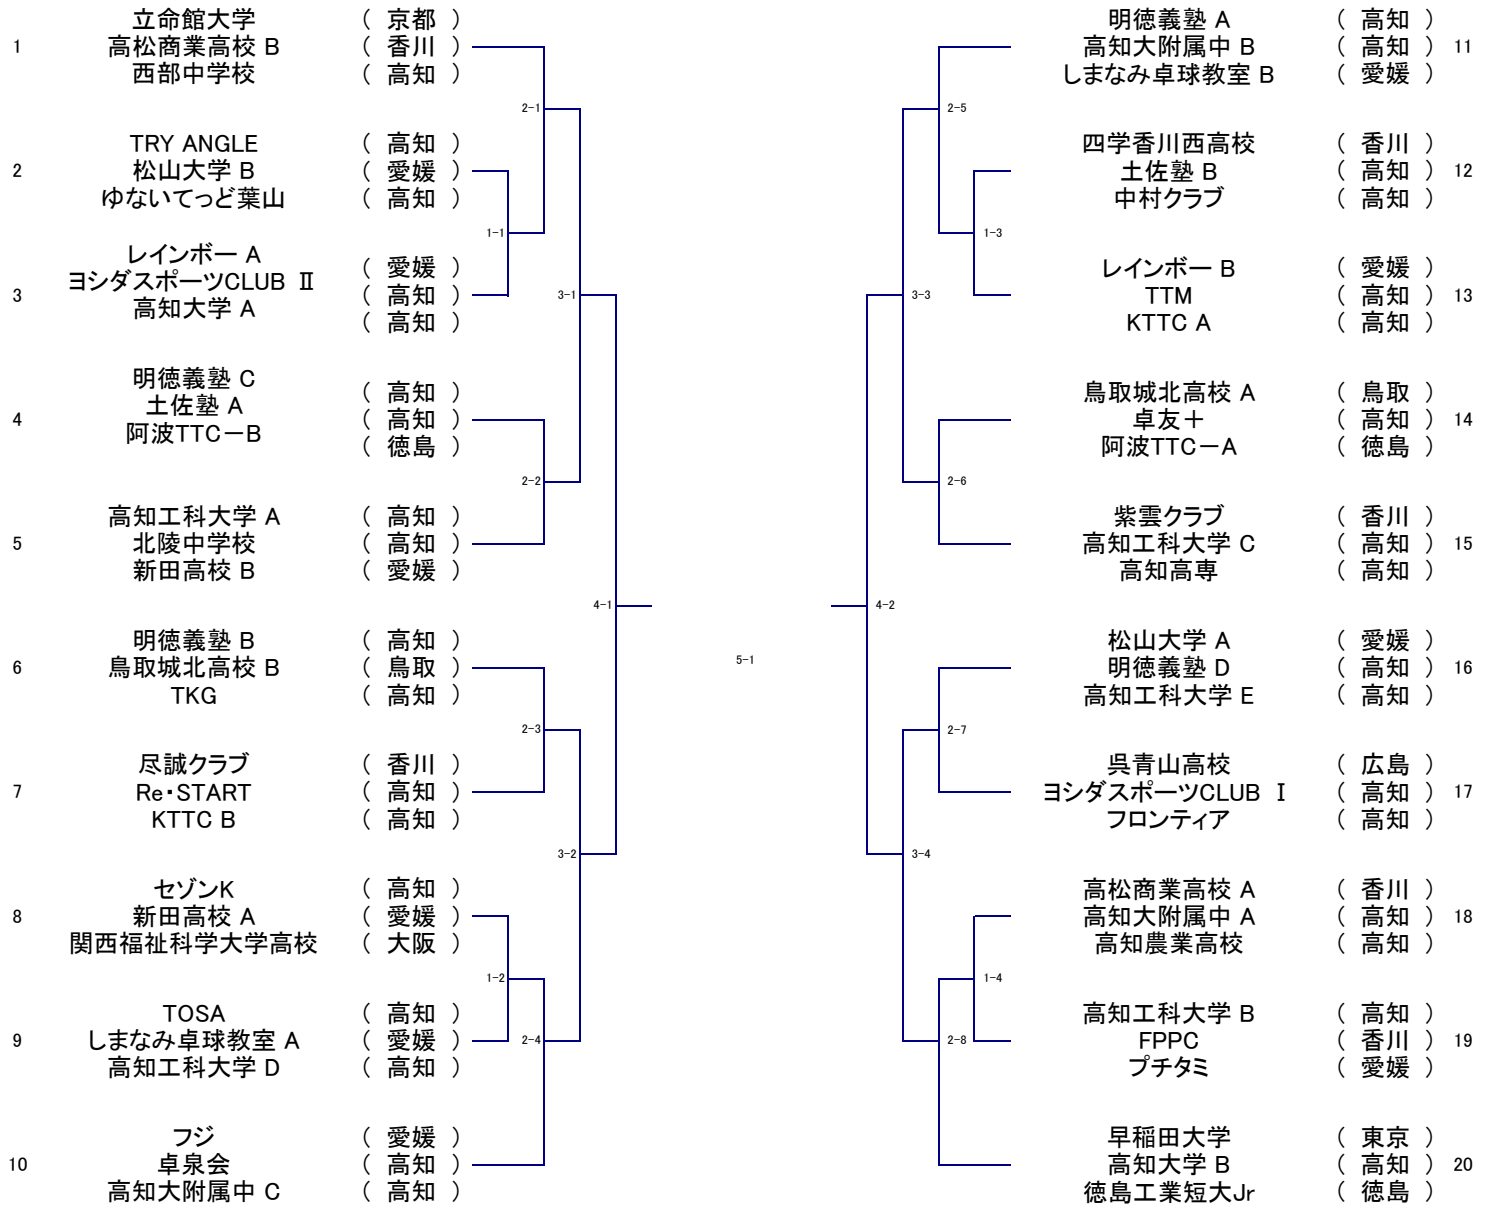 立命館大学 （ 京都 ）
1 高松商業高校 B （ 香川 ）
西部中学校 （ 高知 ）
2-1
TRY ANGLE （ 高知 ）
2 松山大学 B （ 愛媛 ）
ゆないてっど葉山 （ 高知 ）
1-1
レインボー A （ 愛媛 ）
3 ヨシダスポーツCLUB Ⅱ （ 高知 ）
高知大学 A （ 高知 ）
3-1
明徳義塾 C （ 高知 ）
4 土佐塾 A （ 高知 ）
阿波TTC－B （ 徳島 ）
2-2
高知工科大学 A （ 高知 ）
5 北陵中学校 （ 高知 ）
新田高校 B （ 愛媛 ）
4-1
明徳義塾 B （ 高知 ）
6 鳥取城北高校 B （ 鳥取 ）
TKG （ 高知 ）
2-3
尽誠クラブ （ 香川 ）
7 Re・START （ 高知 ）
KTTC B （ 高知 ）
3-2
セゾンK （ 高知 ）
8 新田高校 A （ 愛媛 ）
関西福祉科学大学高校 （ 大阪 ）
1-2
TOSA （ 高知 ）
9 しまなみ卓球教室 A （ 愛媛 ）
高知工科大学 D （ 高知 ）
2-4
フジ （ 愛媛 ）
10 卓泉会 （ 高知 ）
高知大附属中 C （ 高知 ）
5-1
明徳義塾 A （ 高知 ）
高知大附属中 B （ 高知 ） 11
しまなみ卓球教室 B （ 愛媛 ）
2-5
四学香川西高校 （ 香川 ）
土佐塾 B （ 高知 ） 12
中村クラブ （ 高知 ）
1-3
レインボー B （ 愛媛 ）
TTM （ 高知 ） 13
KTTC A （ 高知 ）
3-3
鳥取城北高校 A （ 鳥取 ）
卓友＋ （ 高知 ） 14
阿波TTC－A （ 徳島 ）
2-6
紫雲クラブ （ 香川 ）
高知工科大学 C （ 高知 ） 15
高知高専 （ 高知 ）
4-2
松山大学 A （ 愛媛 ）
明徳義塾 D （ 高知 ） 16
高知工科大学 E （ 高知 ）
2-7
呉青山高校 （ 広島 ）
ヨシダスポーツCLUB Ⅰ （ 高知 ） 17
フロンティア （ 高知 ）
3-4
高松商業高校 A （ 香川 ）
高知大附属中 A （ 高知 ） 18
高知農業高校 （ 高知 ）
1-4
高知工科大学 B （ 高知 ）
FPPC （ 香川 ） 19
プチタミ （ 愛媛 ）
2-8
早稲田大学 （ 東京 ）
高知大学 B （ 高知 ） 20
徳島工業短大Jr （ 徳島 ）